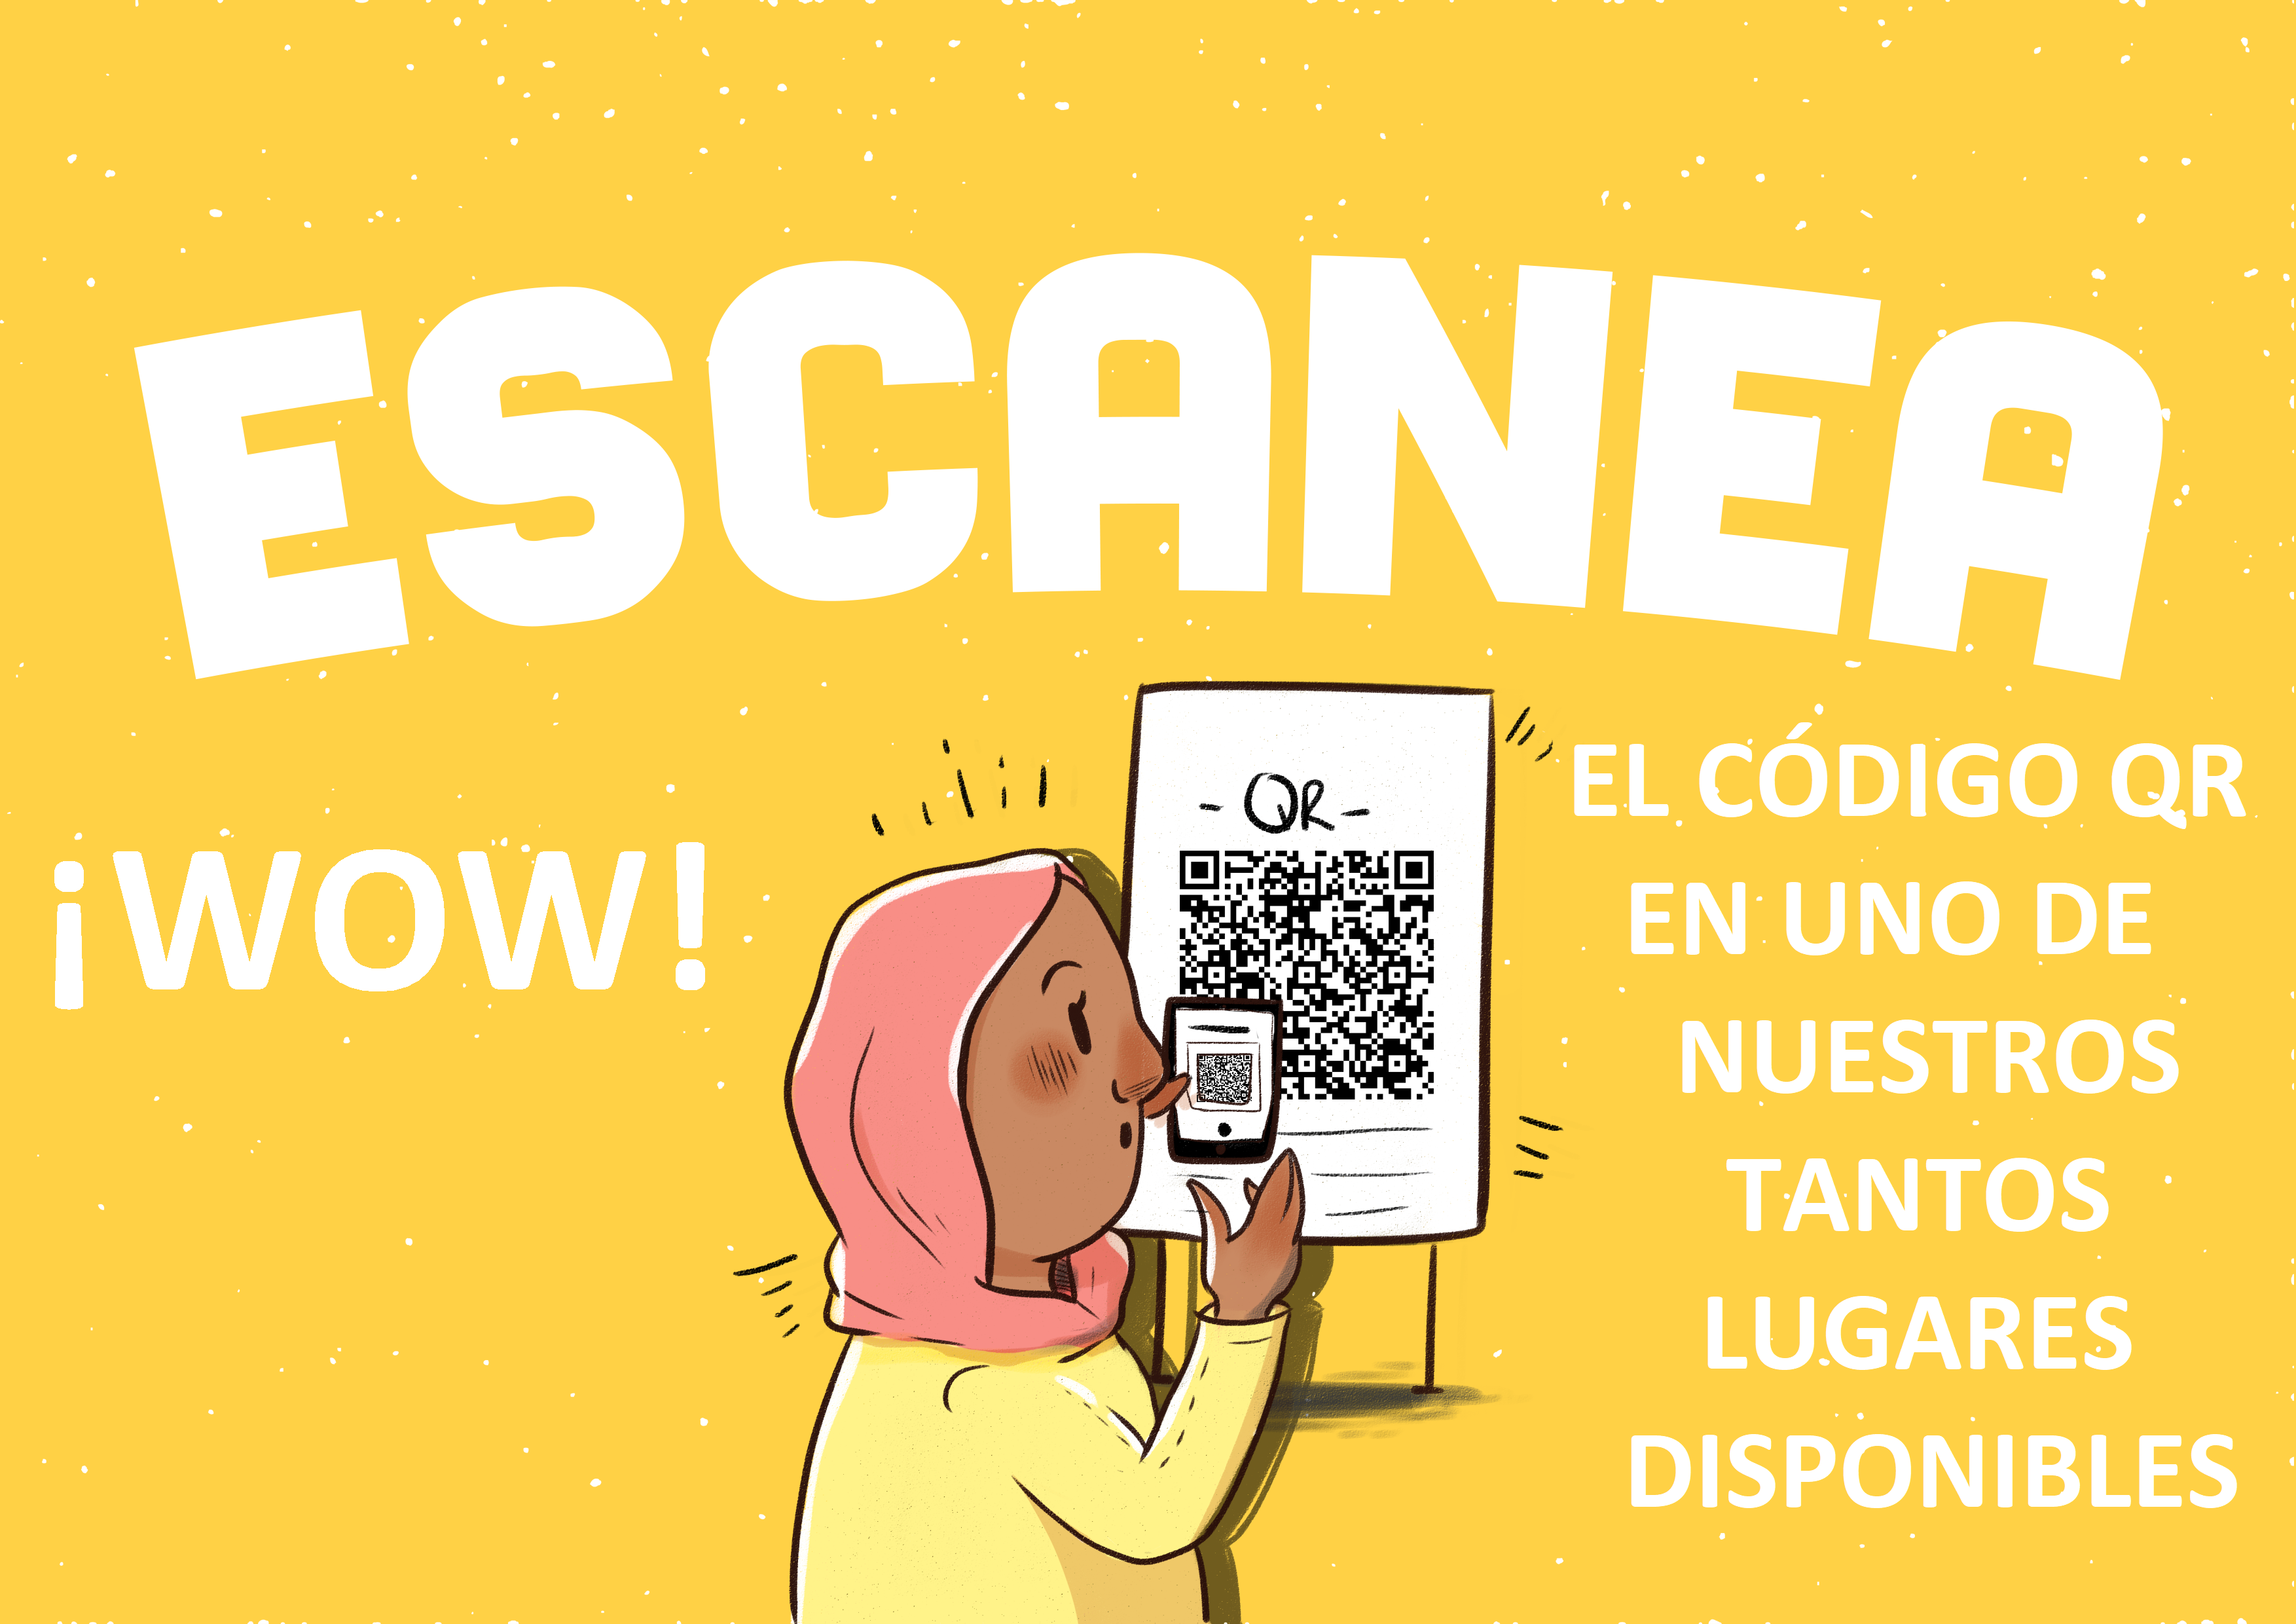 ESCANEA
¡WOW!
- QR -
EL CÓDIGO QR
EN UNO DE
NUESTROS
TANTOS
LUGARES
DISPONIBLES